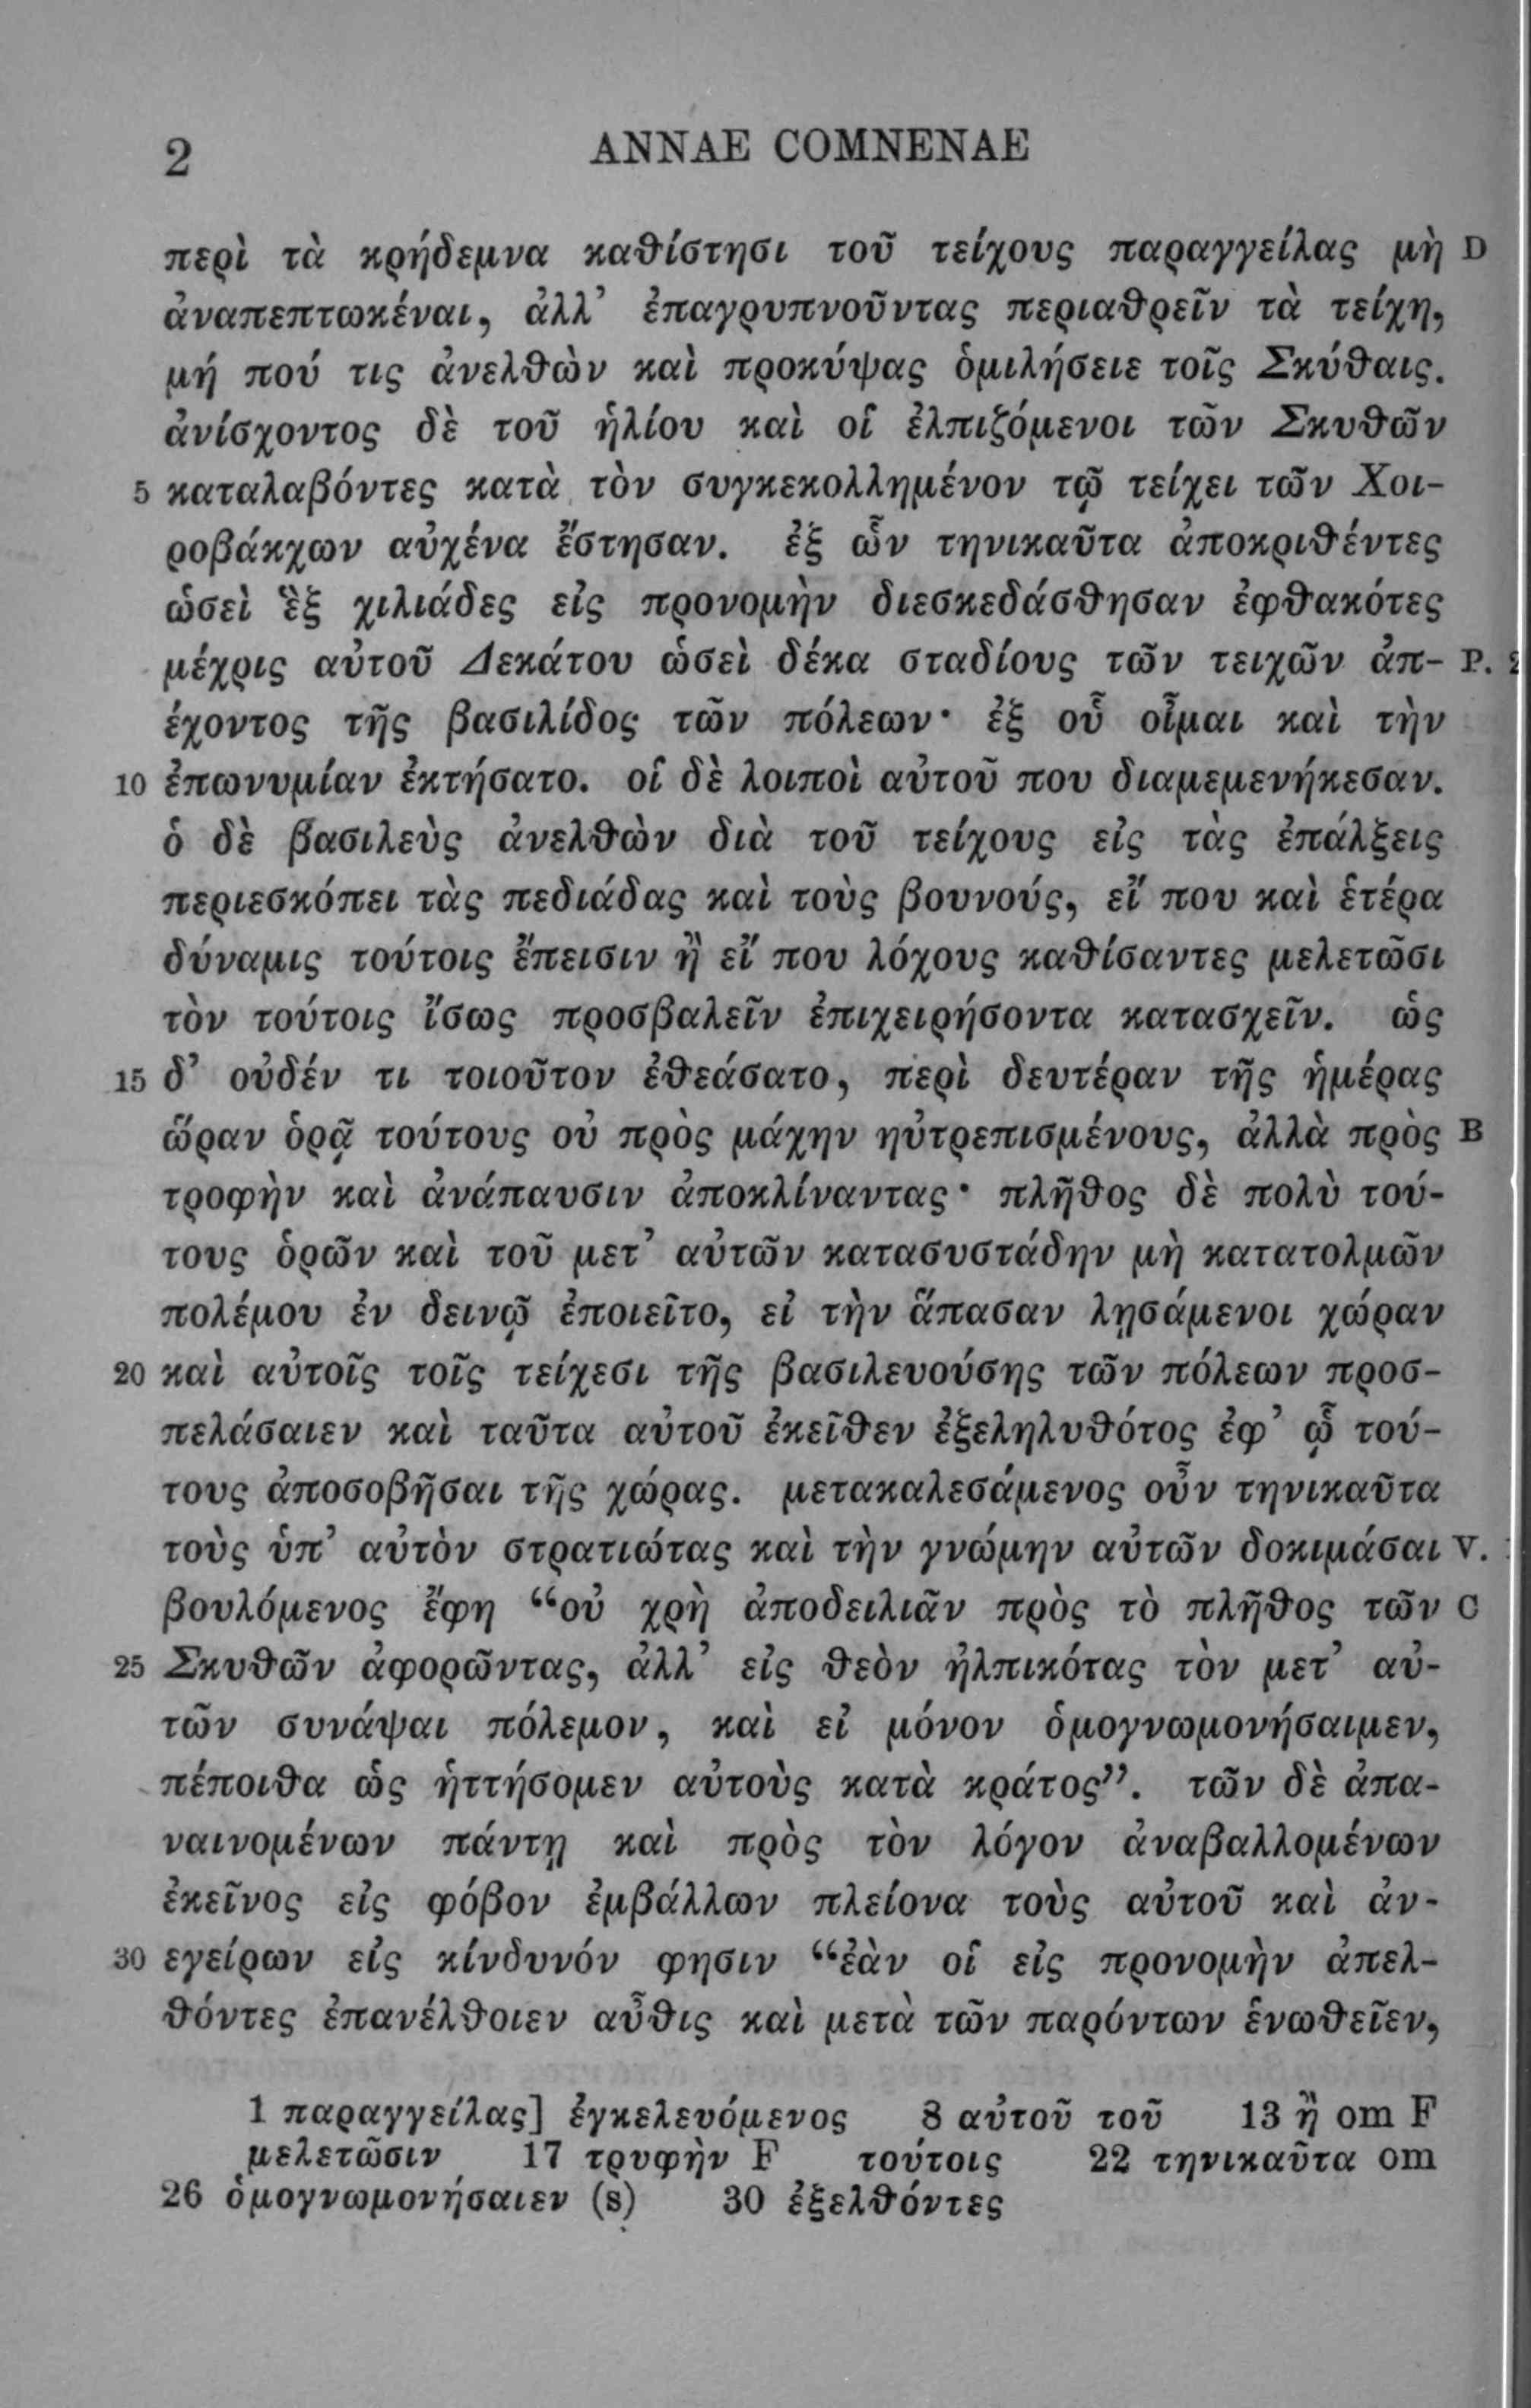 2 ANNAE COMNENAE
περὶ τὰ κρήδεμνα καθίστησι τοῦ τείχους παραγγείλας μὴ D
ἀναπεπτωκέναι, ἀλλ’ ἐπαγρυπνοῦντας περιαθρεῖν τὰ τείχη,
μή πού τις ἀνελθὼν καὶ προκύψας ὁμιλήσειε τοῖς Σκύθαις.
ἀνίσχοντος δὲ τοῦ ἡλίου καὶ οἱ ἐλπιζόμενοι τῶν Σκυθῶν
5 καταλαβόντες κατὰ τὸν συγκεκολλημένον τῷ τείχει τῶν Χοι-
ροβάκχων αὐχένα ἔστησαν. ἐξ ὧν τηνικαῦτα ἀποκριθέντες
ὡσεὶ ἓξ χιλιάδες εἰς προνομὴν διεσκεδάσθησαν ἐφθακότες
μέχρις αὐτοῦ Δεκάτου ὡσεὶ δέκα σταδίους τῶν τειχῶν ἀπ- P.
έχοντος τῆς βασιλίδος τῶν πόλεων· ἐξ οὗ οἶμαι καὶ τὴν
10 ἐπωνυμίαν ἐκτήσατο. οἱ δὲ λοιποὶ αὐτοῦ που διαμεμενήκεσαν.
ὁ δὲ βασιλεὺς ἀνελθὼν διὰ τοῦ τείχους εἰς τὰς ἐπάλξεις
περιεσκόπει τὰς πεδιάδας καὶ τοὺς βουνούς, εἴ που καὶ ἑτέρα
δύναμις τούτοις ἔπεισιν ἢ εἴ που λόχους καθίσαντες μελετῶσι
τὸν τούτοις ἴσως προσβαλεῖν ἐπιχειρήσοντα κατασχεῖν. ὡς
15 δ’ οὐδέν τι τοιοῦτον ἐθεάσατο, περὶ δευτέραν τῆς ἡμέρας
ὥραν ὁρᾷ τούτους οὐ πρὸς μάχην ηὐτρεπισμένους, ἀλλὰ πρὸς B
τροφὴν καὶ ἀνάπαυσιν ἀποκλίναντας· πλῆθος δὲ πολὺ τού-
τους ὁρῶν καὶ τοῦ μετ’ αὐτῶν κατασυστάδην μὴ κατατολμῶν
πολέμου ἐν δεινῷ ἐποιεῖτο, εἰ τὴν ἅπασαν λῃσάμενοι χώραν
20 καὶ αὐτοῖς τοῖς τείχεσι τῆς βασιλευούσης τῶν πόλεων προσ-
πελάσαιεν καὶ ταῦτα αὐτοῦ ἐκεῖθεν ἐξεληλυθότος ἐφ’ ᾧ τού-
τους ἀποσοβῆσαι τῆς χώρας. μετακαλεσάμενος οὖν τηνικαῦτα
τοὺς ὑπ’ αὐτὸν στρατιώτας καὶ τὴν γνώμην αὐτῶν δοκιμάσαι V.
βουλόμενος ἔφη “οὐ χρὴ ἀποδειλιᾶν πρὸς τὸ πλῆθος τῶν C
25 Σκυθῶν ἀφορῶντας, ἀλλ’ εἰς θεὸν ἠλπικότας τὸν μετ’ αὐ-
τῶν συνάψαι πόλεμον, καὶ εἰ μόνον ὁμογνωμονήσαιμεν,
πέποιθα ὡς ἡττήσομεν αὐτοὺς κατὰ κράτος”. τῶν δὲ ἀπα-
ναινομένων πάντῃ καὶ πρὸς τὸν λόγον ἀναβαλλομένων
ἐκεῖνος εἰς φόβον ἐμβάλλων πλείονα τοὺς αὐτοῦ καὶ ἀν-
30 εγείρων εἰς κίνδυνόν φησιν “ἐὰν οἱ εἰς προνομὴν ἀπελ-
θόντες ἐπανέλθοιεν αὖθις καὶ μετὰ τῶν παρόντων ἑνωθεῖεν,
1 παραγγείλας] ἐγκελευόμενος 8 αὐτοῦ τοῦ 13 ἢ om F
μελετῶσιν 17 τρυφὴν F τούτοις 22 τηνικαῦτα om
26 ὁμογνωμονήσαιεν (s) 30 ἐξελθόντες